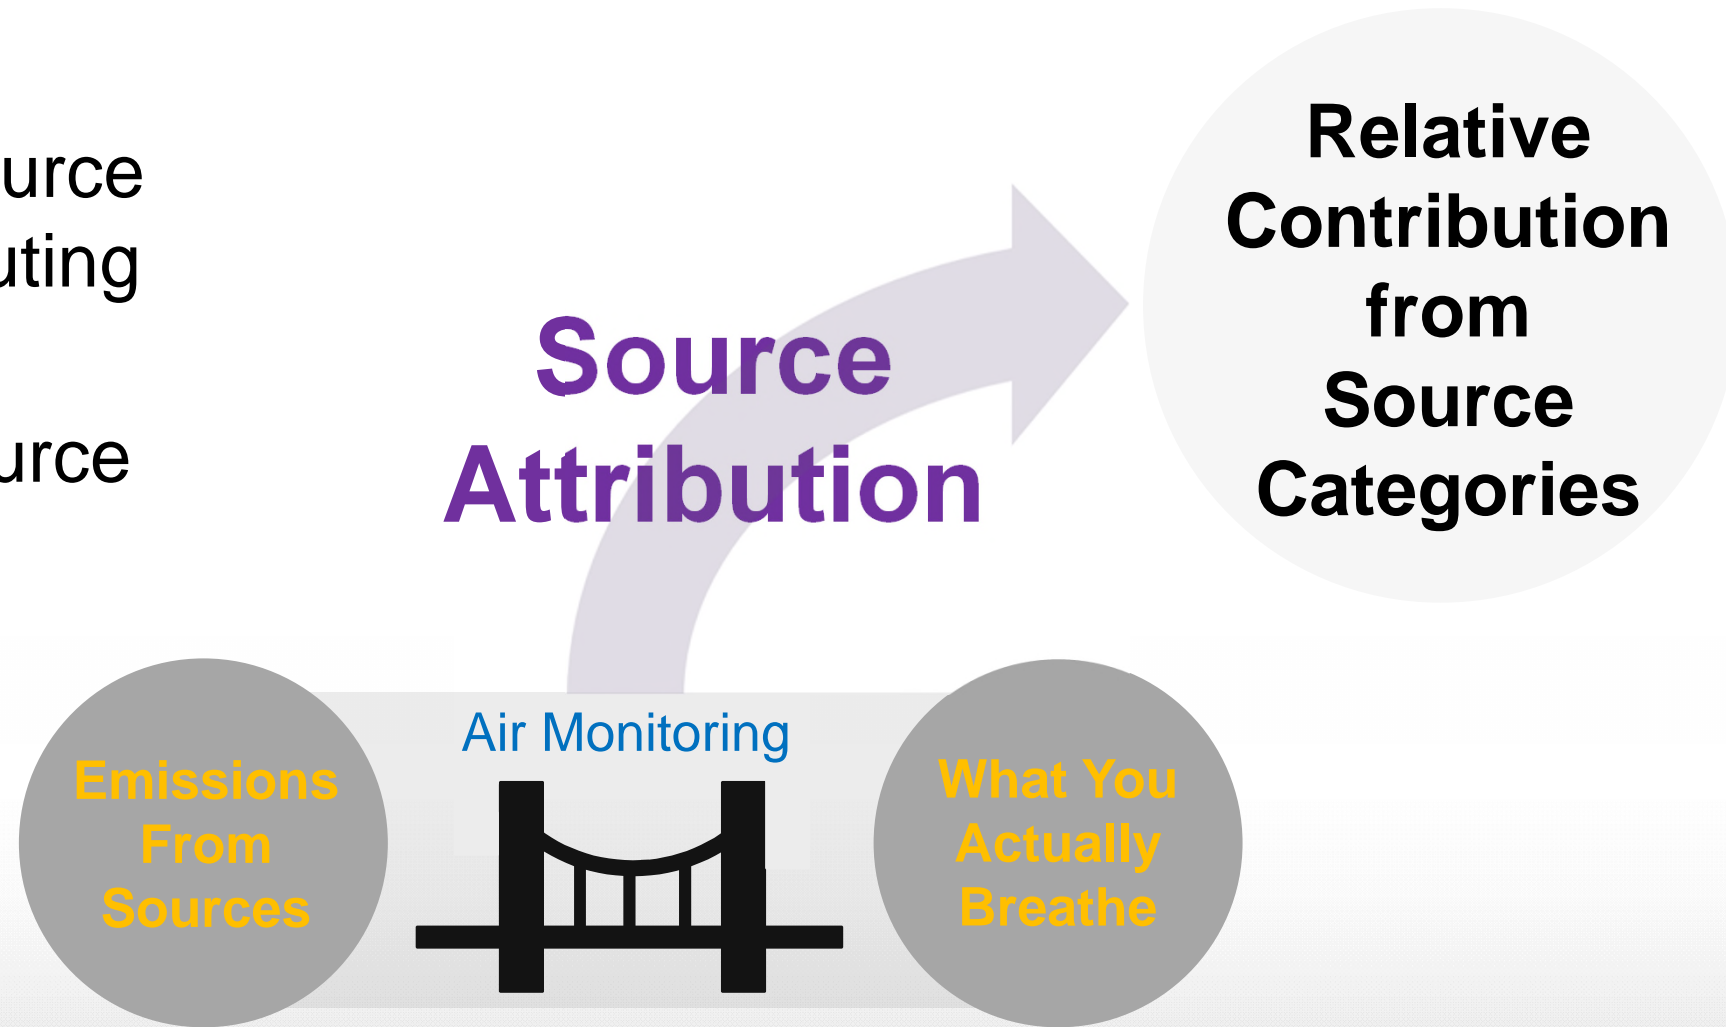 urce
uting
urce
Source
Attribution
Relative
Contribution
from
Source
Categories
Air Monitoring
Emissions
From
Sources
What You
Actually
Breathe